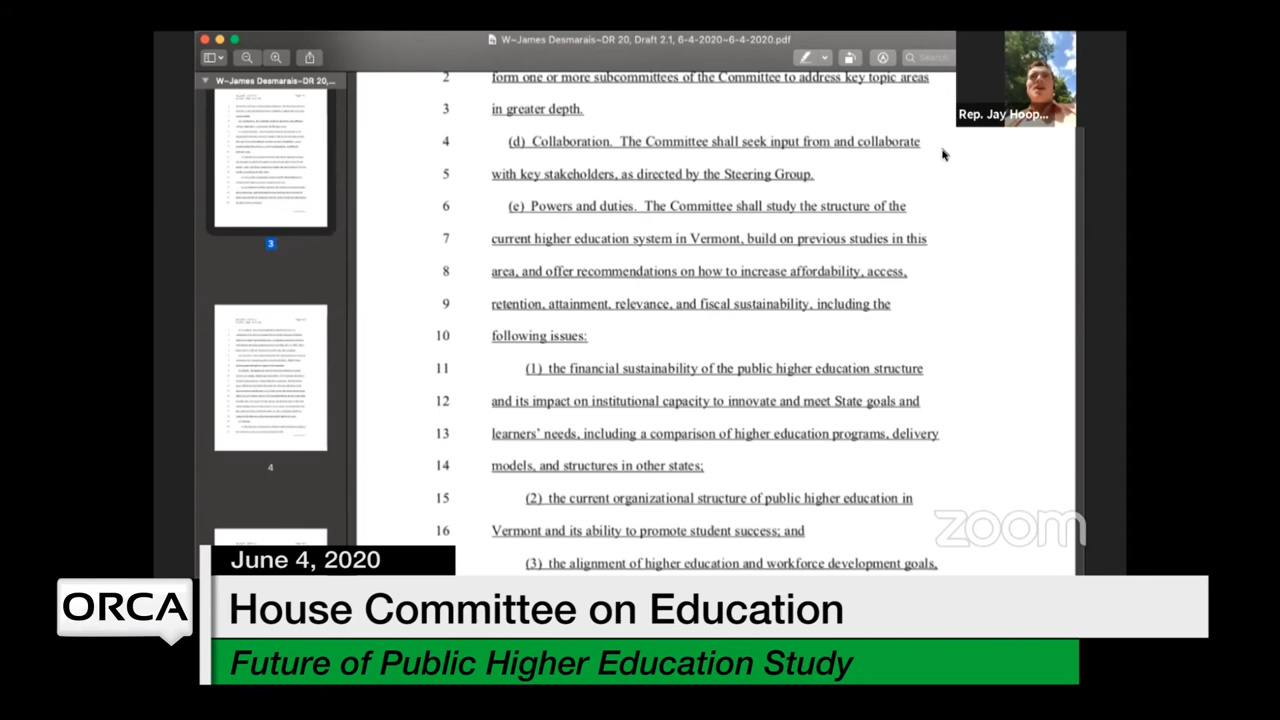 W~James Desmarais~DR 20, Draft 2.1, 6-4-2020~6-4-2020.pdf
Search
W~James Desmarais~DR 20,...
3
4
Rep. Jay Hoop...
2 form one or more subcommittees of the Committee to address key topic areas
3 in greater depth.
4 Collaboration. The Committee shall seek input from and collaborate
5 with key stakeholders, as directed by the Steering Group.
6 (e) Powers and duties. The Committee shall study the structure of the
7 current higher education system in Vermont, build on previous studies in this
8 area, and offer recommendations on how to increase affordability, access,
9 retention, attainment, relevance, and fiscal sustainability, including the
10 following issues:
11 (1) the financial sustainability of the public higher education structure
12 and its impact on institutional capacity to innovate and meet State goals and
13 learners' needs, including a comparison of higher education programs, delivery
14 models, and structures in other states;
15 (2) the current organizational structure of public higher education in
16 Vermont and its ability to promote student success; and
(3) the alignment of higher education and workforce development goals,
zoom
June 4, 2020
ORCA
House Committee on Education
Future of Public Higher Education Study